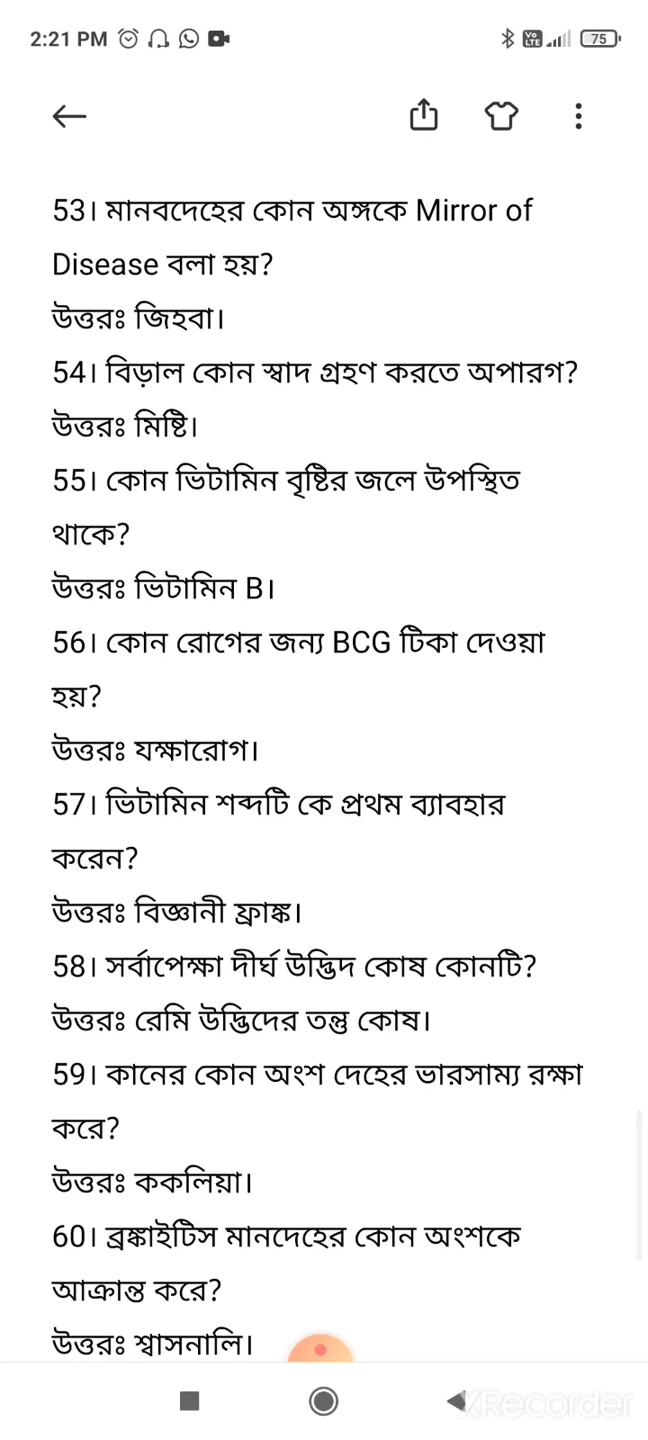 2:21 PM
Vo LTE 75
53। মানবদেহের কোন অঙ্গকে Mirror of
Disease বলা হয়?
উত্তরঃ জিহবা।
54। বিড়াল কোন স্বাদ গ্রহণ করতে অপারগ?
উত্তরঃ মিষ্টি।
55। কোন ভিটামিন বৃষ্টির জলে উপস্থিত
থাকে?
উত্তরঃ ভিটামিন B।
56। কোন রোগের জন্য BCG টিকা দেওয়া
হয়?
উত্তরঃ যক্ষারোগ।
57। ভিটামিন শব্দটি কে প্রথম ব্যাবহার
করেন?
উত্তরঃ বিজ্ঞানী ফ্রাঙ্ক।
58। সর্বাপেক্ষা দীর্ঘ উদ্ভিদ কোষ কোনটি?
উত্তরঃ রেমি উদ্ভিদের তন্তু কোষ।
59। কানের কোন অংশ দেহের ভারসাম্য রক্ষা
করে?
উত্তরঃ ককলিয়া।
60। ব্রঙ্কাইটিস মানদেহের কোন অংশকে
আক্রান্ত করে?
উত্তরঃ শ্বাসনালি।
XRecorder